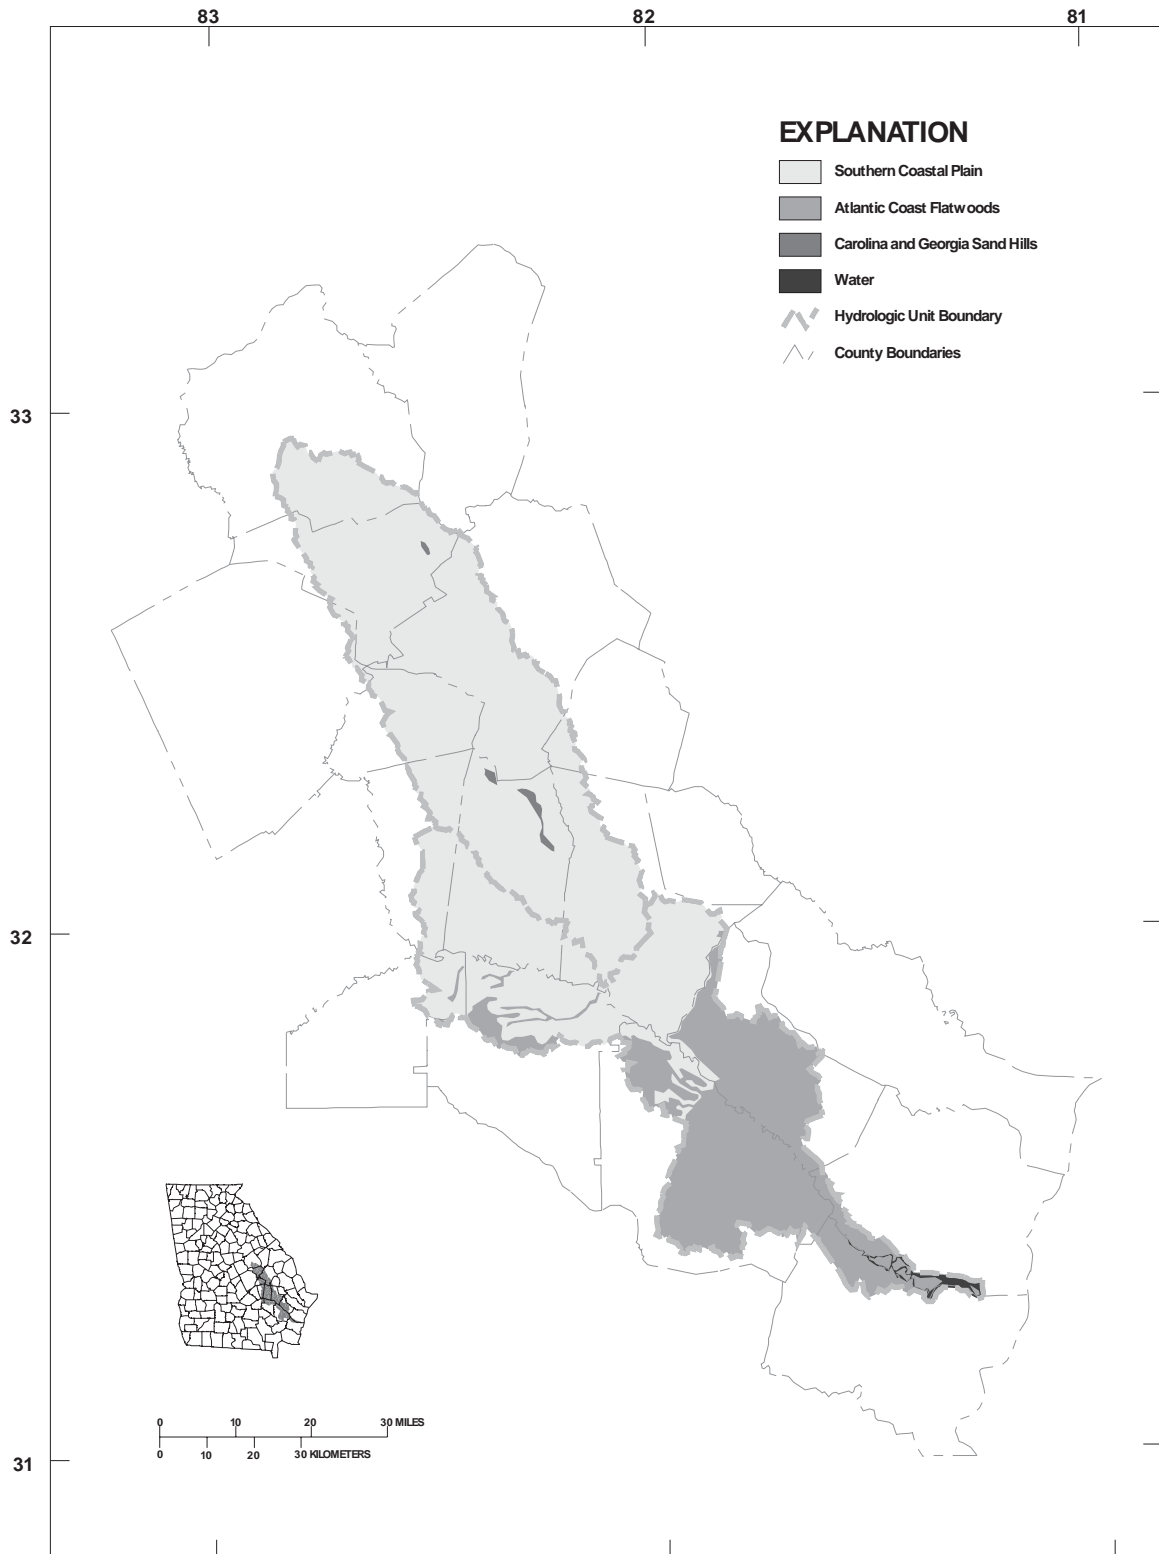 83 82 81
EXPLANATION
Southern Coastal Plain
Atlantic Coast Flatwoods
Carolina and Georgia Sand Hills
Water
Hydrologic Unit Boundary
County Boundaries
33
32
31
0 10 20 30 MILES
0 10 20 30 KILOMETERS